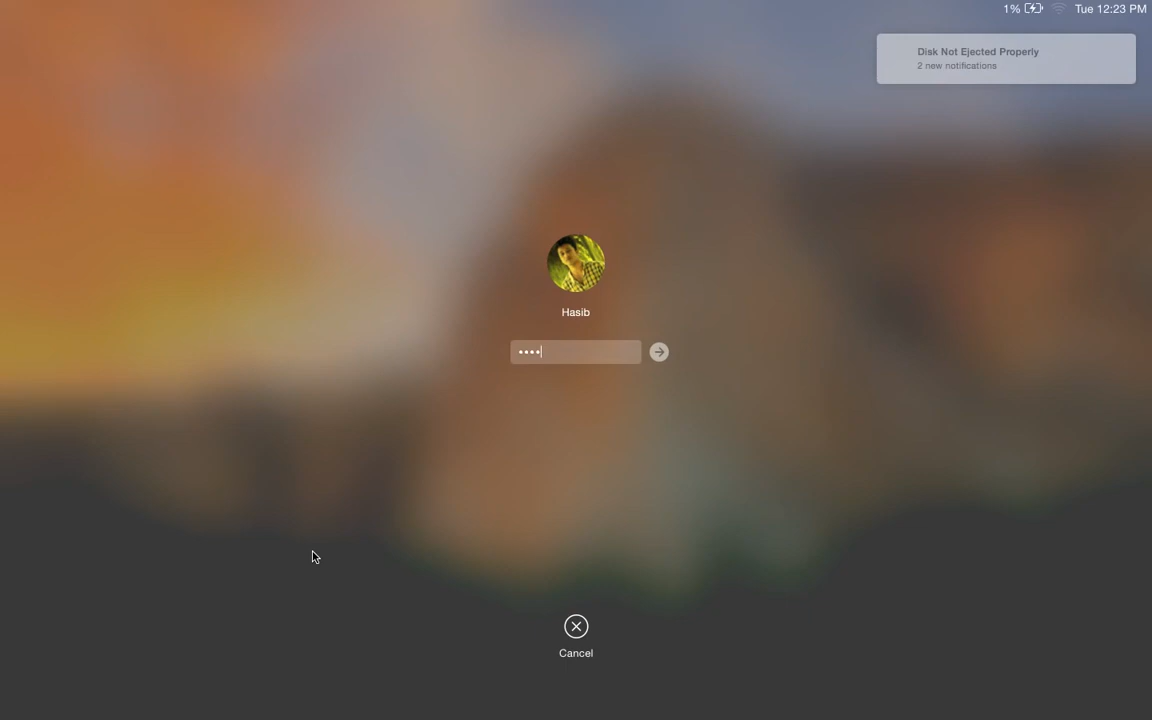 1% Tue 12:23 PM
Disk Not Ejected Properly
2 new notifications
Hasib
Cancel